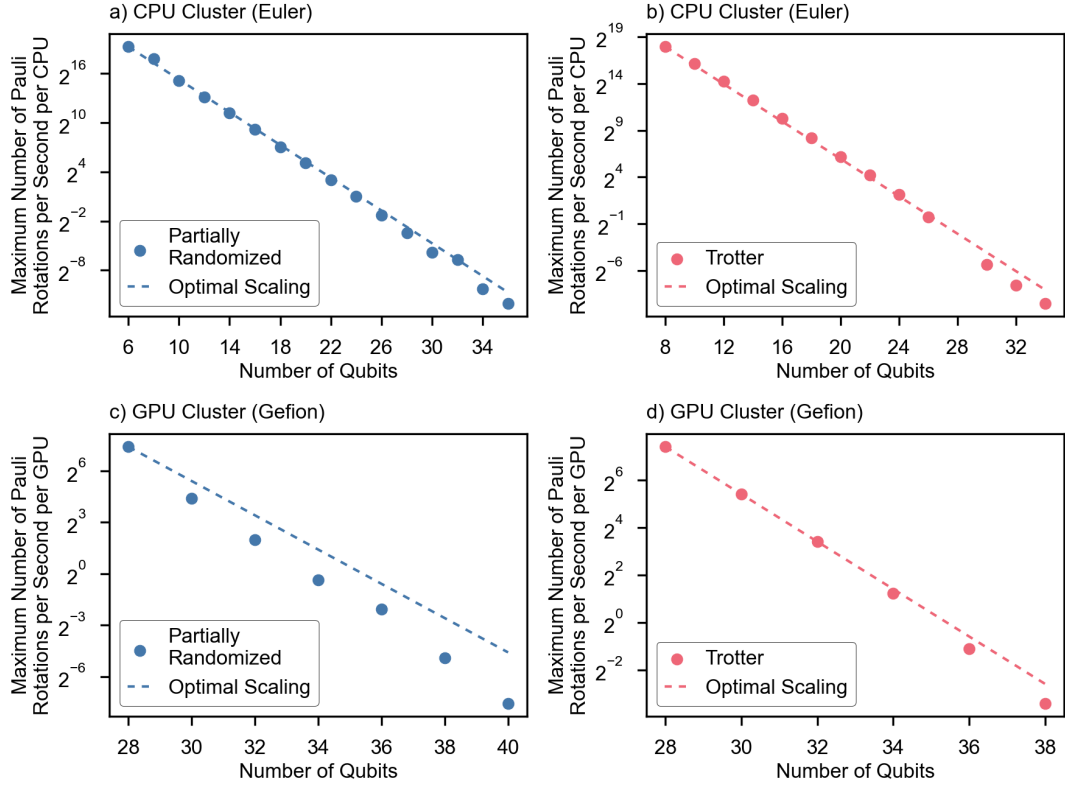 a) CPU Cluster (Euler)
Maximum Number of Pauli
Rotations per Second per CPU
2^16
2^10
2^4
2^−2
2^−8
Partially
Randomized
Optimal Scaling
6 10 14 18 22 26 30 34
Number of Qubits
b) CPU Cluster (Euler)
Maximum Number of Pauli
Rotations per Second per CPU
2^19
2^14
2^9
2^4
2^−1
2^−6
Trotter
Optimal Scaling
8 12 16 20 24 28 32
Number of Qubits
c) GPU Cluster (Gefion)
Maximum Number of Pauli
Rotations per Second per GPU
2^6
2^3
2^0
2^−3
2^−6
Partially
Randomized
Optimal Scaling
28 30 32 34 36 38 40
Number of Qubits
d) GPU Cluster (Gefion)
Maximum Number of Pauli
Rotations per Second per GPU
2^6
2^4
2^2
2^0
2^−2
Trotter
Optimal Scaling
28 30 32 34 36 38
Number of Qubits